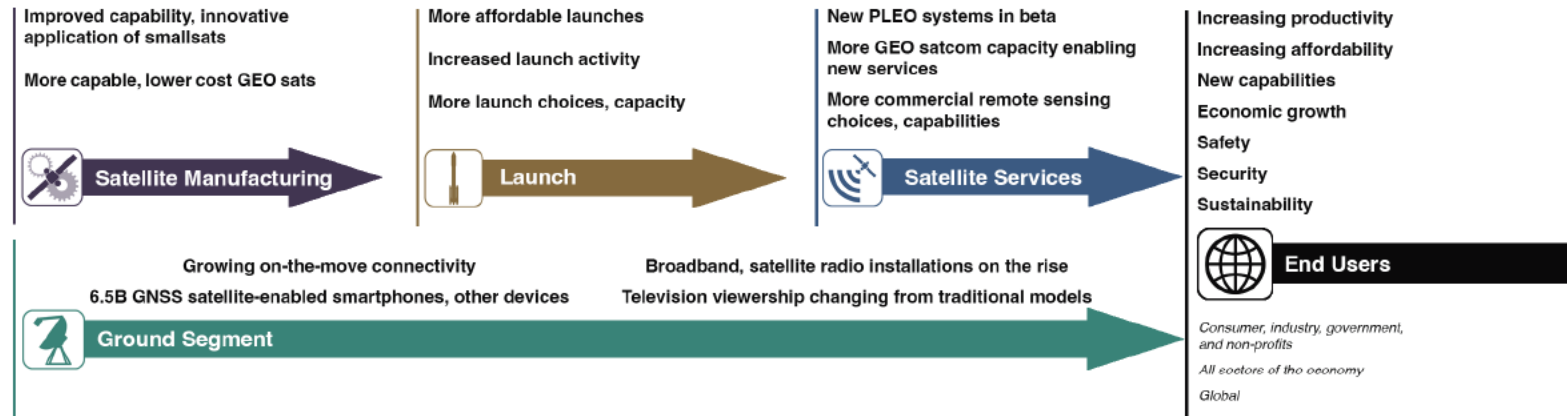 Improved capability, innovative
application of smallsats
More capable, lower cost GEO sats
Satellite Manufacturing
More affordable launches
Increased launch activity
More launch choices, capacity
Launch
New PLEO systems in beta
More GEO satcom capacity enabling
new services
More commercial remote sensing
choices, capabilities
Satellite Services
Growing on-the-move connectivity
6.5B GNSS satellite-enabled smartphones, other devices
Broadband, satellite radio installations on the rise
Television viewership changing from traditional models
Ground Segment
Increasing productivity
Increasing affordability
New capabilities
Economic growth
Safety
Security
Sustainability
End Users
Consumer, industry, government,
and non-profits
All sectors of the economy
Global